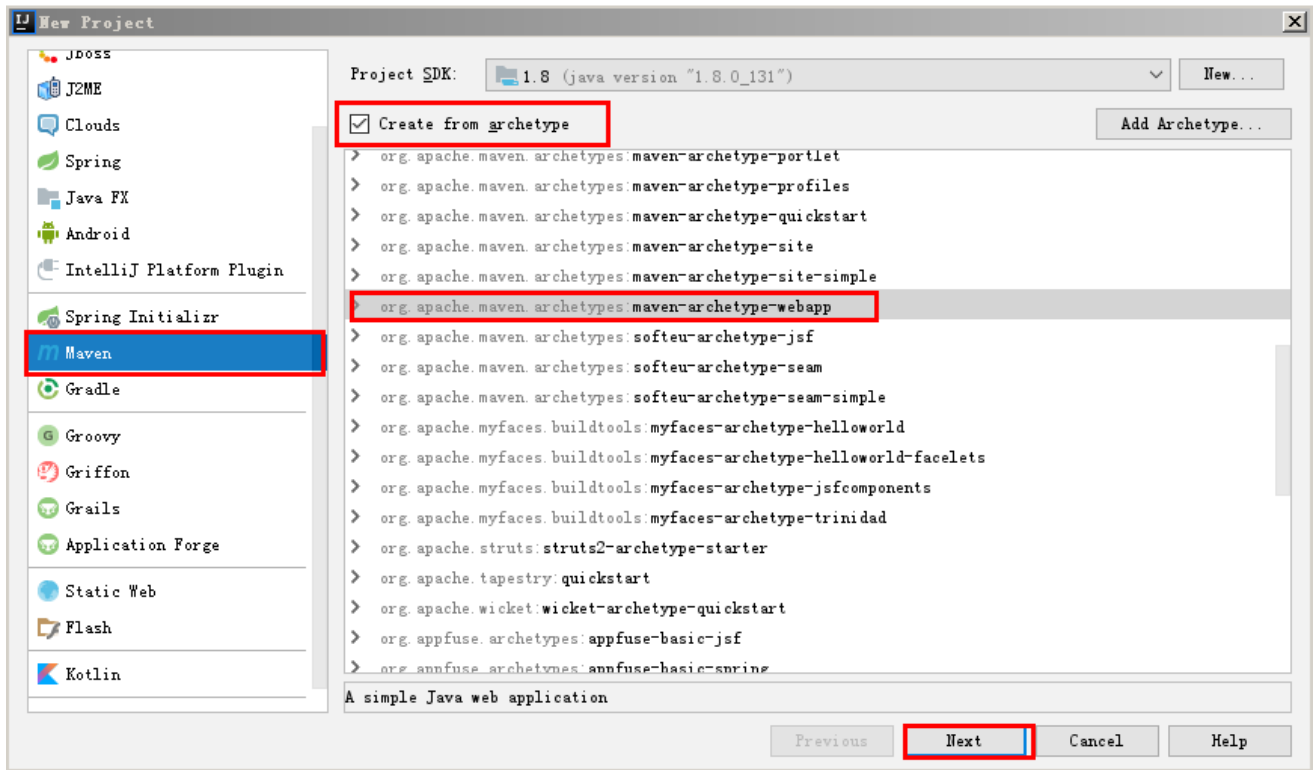 New Project
JBoss
J2ME
Clouds
Spring
Java FX
Android
IntelliJ Platform Plugin
Spring Initializr
Maven
Gradle
Groovy
Griffon
Grails
Application Forge
Static Web
Flash
Kotlin
Project SDK: 1.8 (java version "1.8.0_131") New...
Create from archetype Add Archetype...
org.apache.maven.archetypes:maven-archetype-portlet
org.apache.maven.archetypes:maven-archetype-profiles
org.apache.maven.archetypes:maven-archetype-quickstart
org.apache.maven.archetypes:maven-archetype-site
org.apache.maven.archetypes:maven-archetype-site-simple
org.apache.maven.archetypes:maven-archetype-webapp
org.apache.maven.archetypes:softeu-archetype-jsf
org.apache.maven.archetypes:softeu-archetype-seam
org.apache.maven.archetypes:softeu-archetype-seam-simple
org.apache.myfaces.buildtools:myfaces-archetype-helloworld
org.apache.myfaces.buildtools:myfaces-archetype-helloworld-facelets
org.apache.myfaces.buildtools:myfaces-archetype-jsfcomponents
org.apache.myfaces.buildtools:myfaces-archetype-trinidad
org.apache.struts:struts2-archetype-starter
org.apache.tapestry:quickstart
org.apache.wicket:wicket-archetype-quickstart
org.appfuse.archetypes:appfuse-basic-jsf
org.appfuse.archetypes:appfuse-basic-spring
A simple Java web application
Previous Next Cancel Help